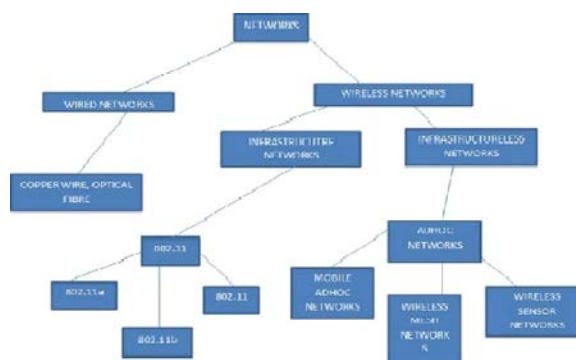 NETWORKS
WIRED NETWORKS
WIRELESS NETWORKS
INFRASTRUCUTRE
NETWORKS
INFRASTRUCTURELESS
NETWORKS
COPPER WIRE, OPTICAL
FIBRE
802.11
ADHOC
NETWORKS
802.11a
802.11
802.11b
MOBILE
ADHOC NETWORKS
WIRELESS
MESH
NETWORK
S
WIRELESS
SENSOR
NETWORKS